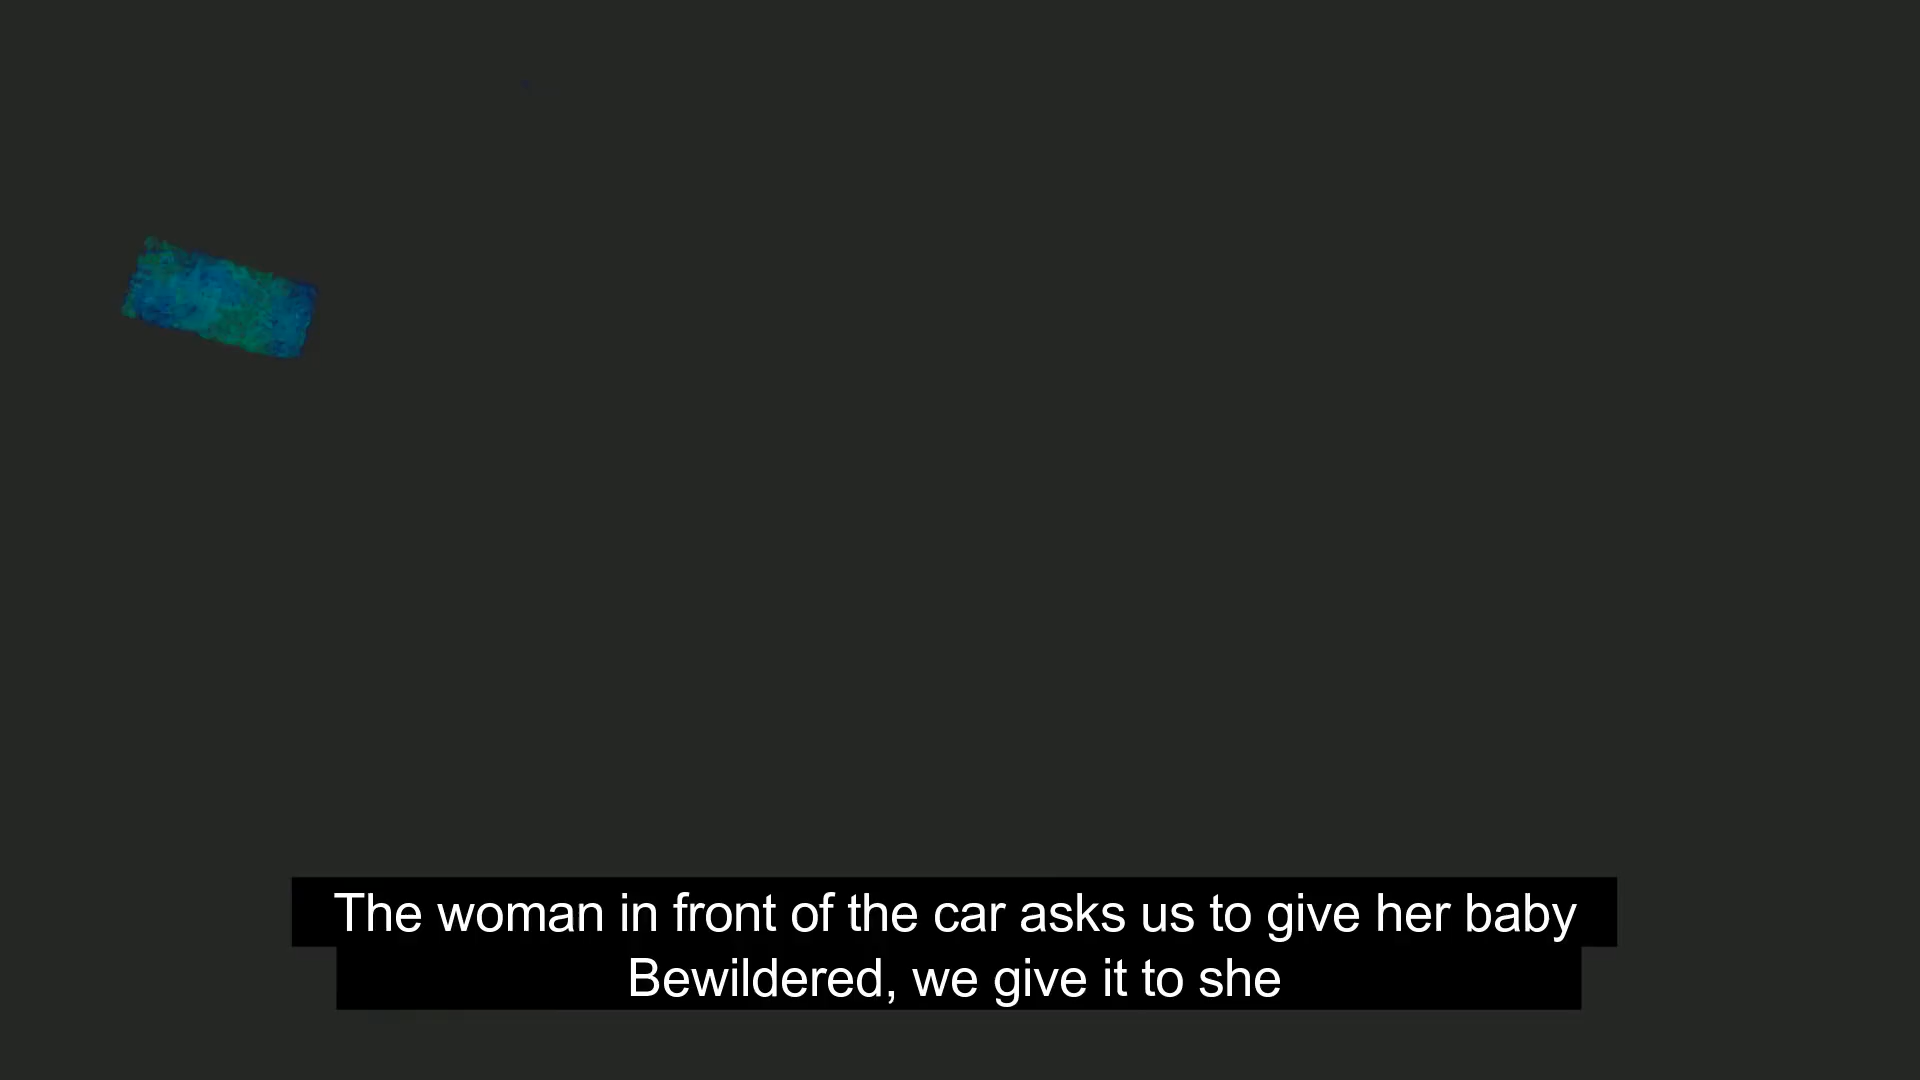 The woman in front of the car asks us to give her baby
Bewildered, we give it to she